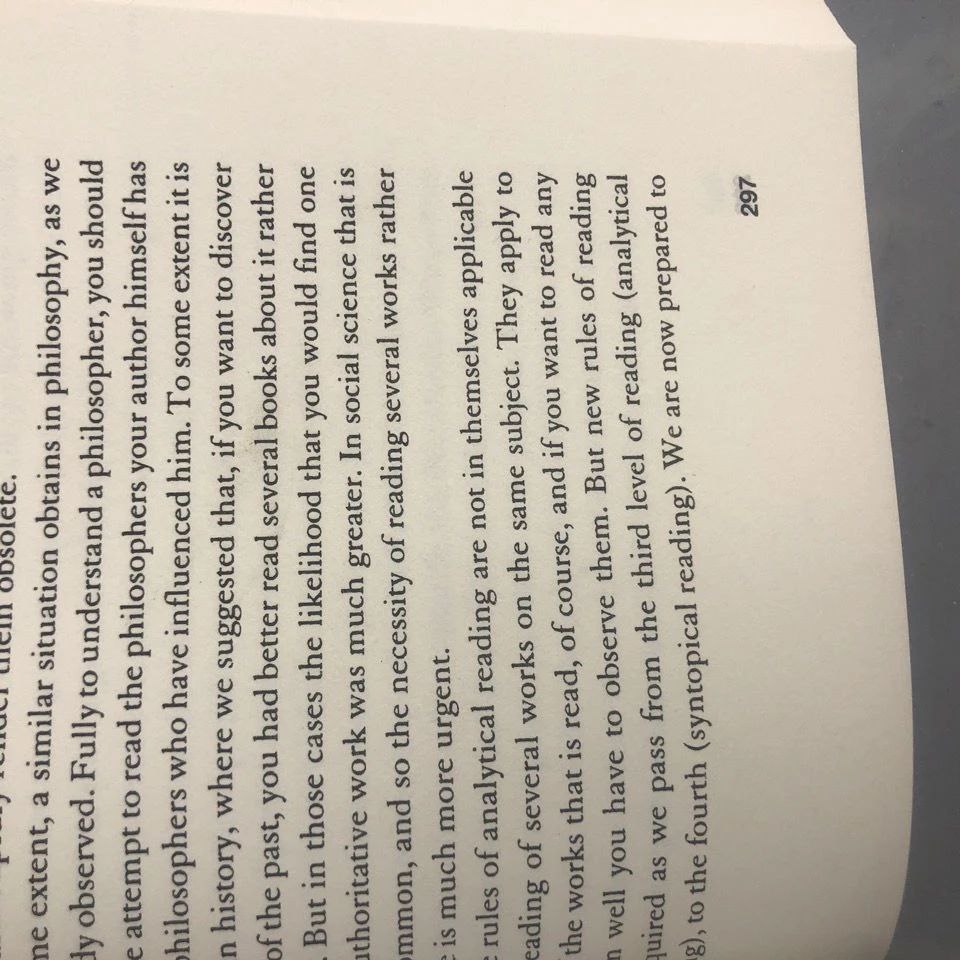 them obsolete.
me extent, a similar situation obtains in philosophy, as we
dy observed. Fully to understand a philosopher, you should
e attempt to read the philosophers your author himself has
philosophers who have influenced him. To some extent it is
n history, where we suggested that, if you want to discover
of the past, you had better read several books about it rather
. But in those cases the likelihood that you would find one
uthoritative work was much greater. In social science that is
mmon, and so the necessity of reading several works rather
e is much more urgent.
e rules of analytical reading are not in themselves applicable
eading of several works on the same subject. They apply to
the works that is read, of course, and if you want to read any
n well you have to observe them. But new rules of reading
quired as we pass from the third level of reading (analytical
g), to the fourth (syntopical reading). We are now prepared to
297